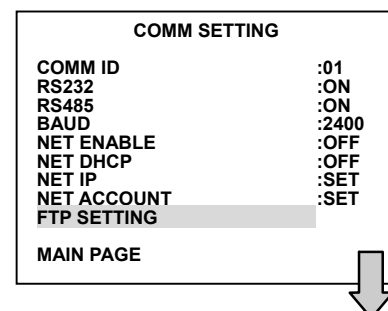 COMM SETTING
COMM ID :01
RS232 :ON
RS485 :ON
BAUD :2400
NET ENABLE :OFF
NET DHCP :OFF
NET IP :SET
NET ACCOUNT :SET
FTP SETTING
MAIN PAGE